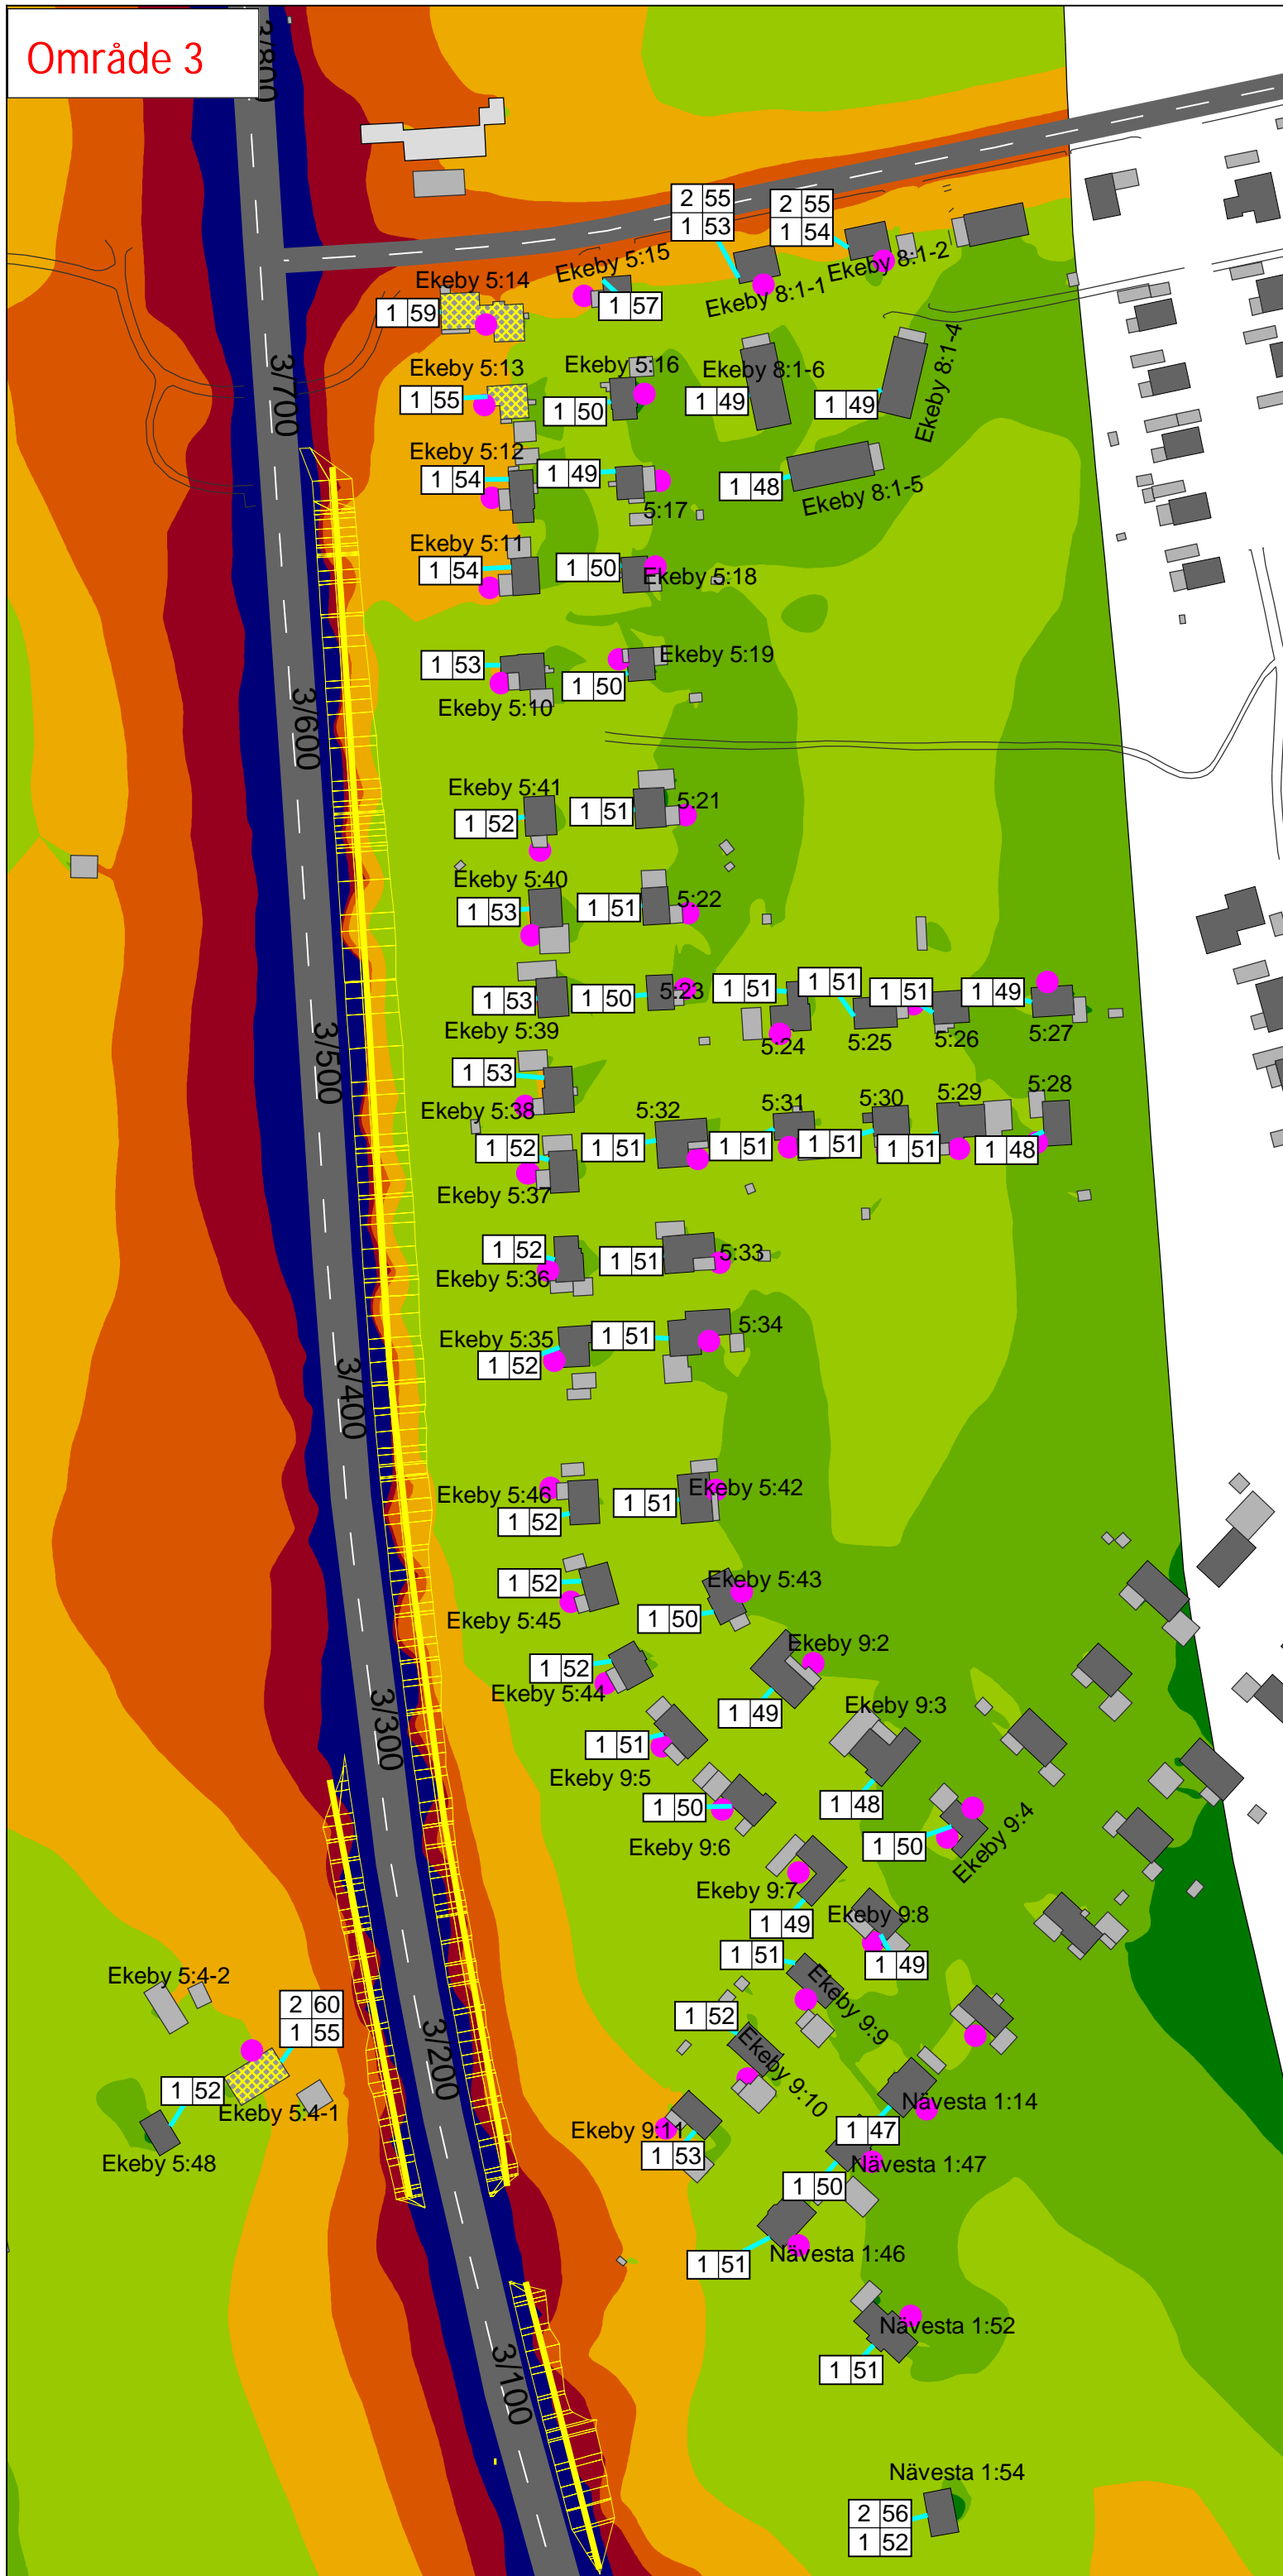 Område 3
3/800
2 55
1 53
2 55
1 54
Ekeby 5:15
Ekeby 8:1-2
Ekeby 5:14
Ekeby 8:1-1
1 59
1 57
3/700
Ekeby 5:13
Ekeby 5:16
Ekeby 8:1-6
Ekeby 8:1-4
1 55
1 50
1 49
1 49
Ekeby 5:12
1 54
1 49
1 48
Ekeby 8:1-5
5:17
Ekeby 5:11
1 54
1 50
Ekeby 5:18
1 53
Ekeby 5:19
1 50
Ekeby 5:10
3/600
Ekeby 5:41
1 52
1 51
5:21
Ekeby 5:40
1 53
1 51
5:22
1 53
1 50
5:23
1 51
1 51
1 51
1 49
Ekeby 5:39
5:24
5:25
5:26
5:27
3/500
1 53
Ekeby 5:38
5:32
5:31
5:30
5:29
5:28
1 52
1 51
1 51
1 51
1 51
1 48
Ekeby 5:37
1 52
1 51
5:33
Ekeby 5:36
Ekeby 5:35
1 51
5:34
1 52
3/400
Ekeby 5:46
1 51
Ekeby 5:42
1 52
1 52
Ekeby 5:43
Ekeby 5:45
1 50
1 52
Ekeby 9:2
Ekeby 5:44
1 49
Ekeby 9:3
3/300
1 51
Ekeby 9:5
1 50
1 48
Ekeby 9:6
1 50
Ekeby 9:4
Ekeby 9:7
1 49
Ekeby 9:8
1 51
1 49
Ekeby 5:4-2
Ekeby 9:9
2 60
1 55
1 52
3/200
Ekeby 9:10
1 52
Ekeby 5:4-1
Nävesta 1:14
Ekeby 9:11
1 47
Ekeby 5:48
1 53
Nävesta 1:47
1 50
Nävesta 1:46
1 51
Nävesta 1:52
3/100
1 51
Nävesta 1:54
2 56
1 52